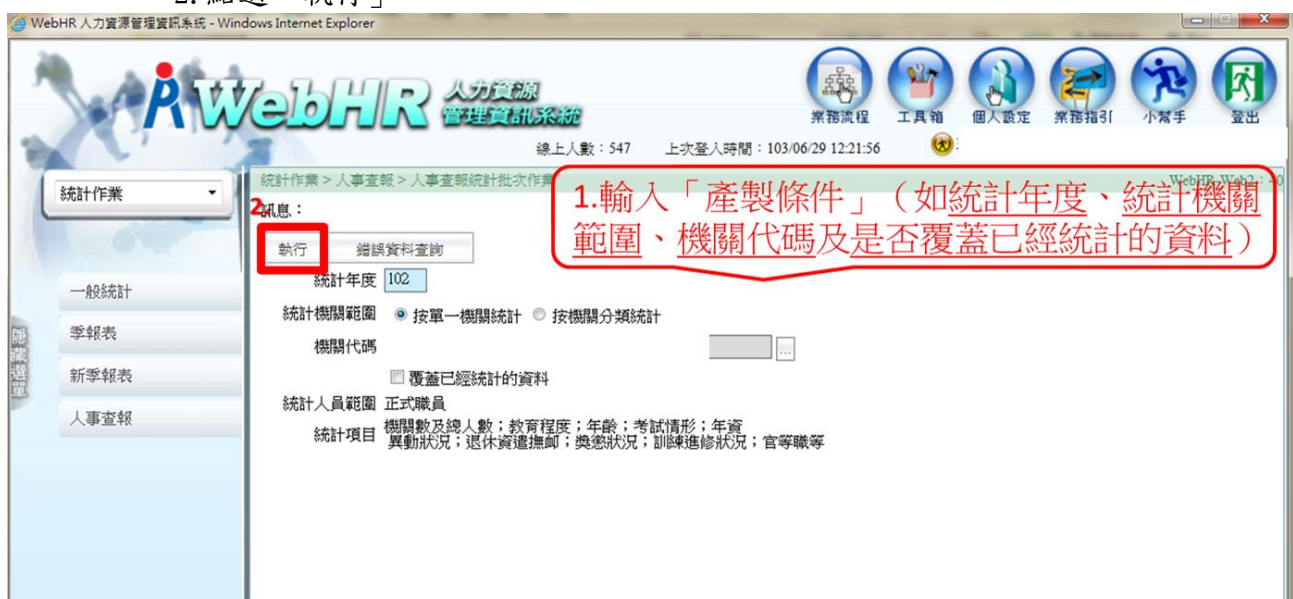 2.點選「執行」
WebHR 人力資源管理資訊系統 - Windows Internet Explorer
WebHR 人力資源
管理資訊系統
業務流程 工具箱 個人設定 業務指引 小幫手 登出
線上人數：547 上次登入時間：103/06/29 12:21:56
統計作業
統計作業 > 人事查報 > 人事查報統計批次作業
1.輸入「產製條件」（如統計年度、統計機關
範圍、機關代碼及是否覆蓋已經統計的資料）
2
訊息：
執行 錯誤資料查詢
統計年度 102
統計機關範圍 按單一機關統計 按機關分類統計
機關代碼 ...
覆蓋已經統計的資料
統計人員範圍 正式職員
統計項目 機關數及總人數；教育程度；年齡；考試情形；年資
異動狀況；退休資遣撫卹；獎懲狀況；訓練進修狀況；官等職等
一般統計
季報表
新季報表
人事查報
隱藏選單